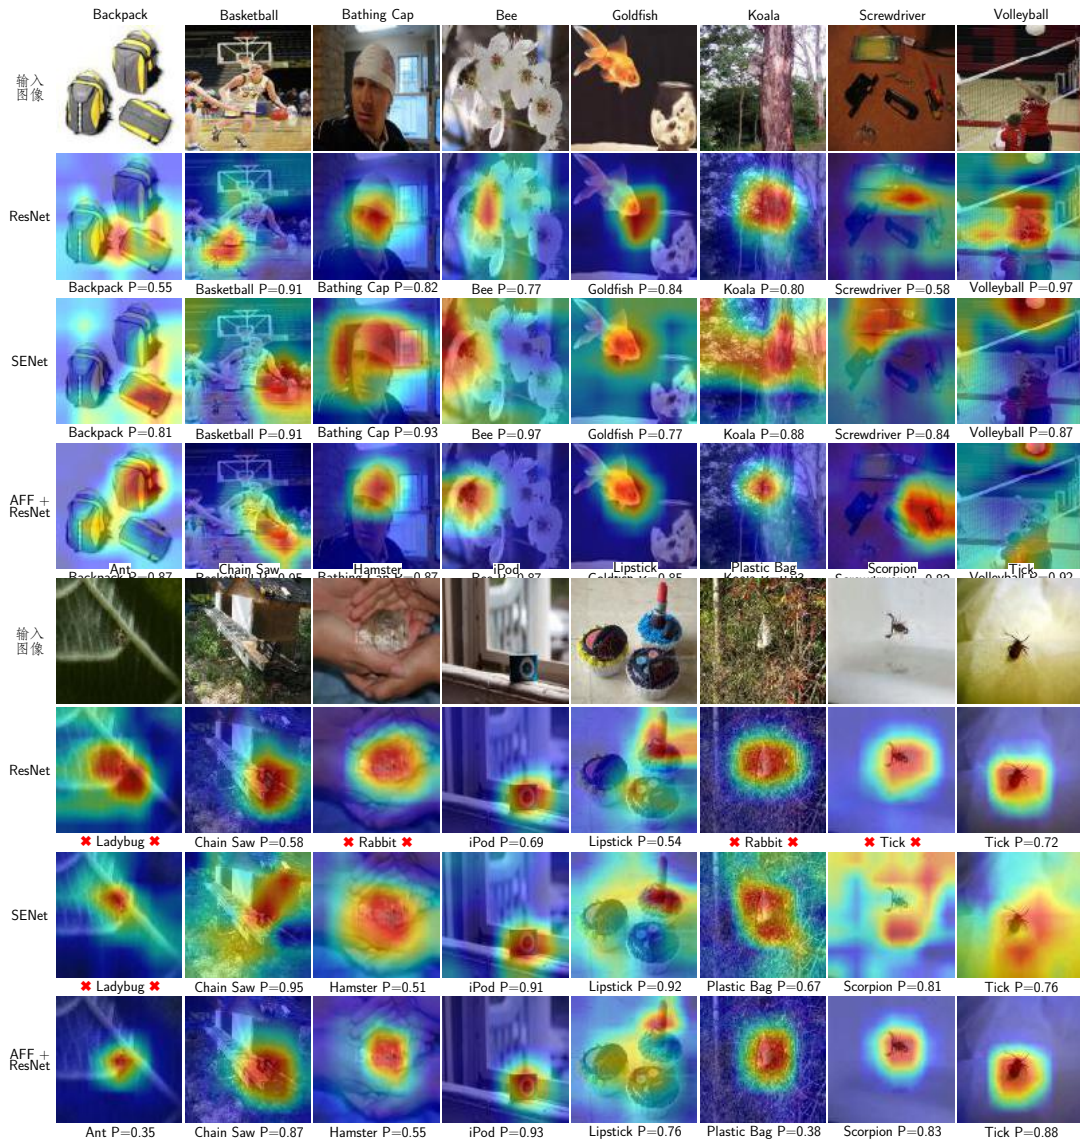 Backpack Basketball Bathing Cap Bee Goldfish Koala Screwdriver Volleyball
输入
图像
ResNet
Backpack P=0.55 Basketball P=0.91 Bathing Cap P=0.82 Bee P=0.77 Goldfish P=0.84 Koala P=0.80 Screwdriver P=0.58 Volleyball P=0.97
SENet
Backpack P=0.81 Basketball P=0.91 Bathing Cap P=0.93 Bee P=0.97 Goldfish P=0.77 Koala P=0.88 Screwdriver P=0.84 Volleyball P=0.87
AFF +
ResNet
Ant Chain Saw Hamster iPod Lipstick Plastic Bag Scorpion Tick
输入
图像
ResNet
✖ Ladybug ✖ Chain Saw P=0.58 ✖ Rabbit ✖ iPod P=0.69 Lipstick P=0.54 ✖ Rabbit ✖ ✖ Tick ✖ Tick P=0.72
SENet
✖ Ladybug ✖ Chain Saw P=0.95 Hamster P=0.51 iPod P=0.91 Lipstick P=0.92 Plastic Bag P=0.67 Scorpion P=0.81 Tick P=0.76
AFF +
ResNet
Ant P=0.35 Chain Saw P=0.87 Hamster P=0.55 iPod P=0.93 Lipstick P=0.76 Plastic Bag P=0.38 Scorpion P=0.83 Tick P=0.88